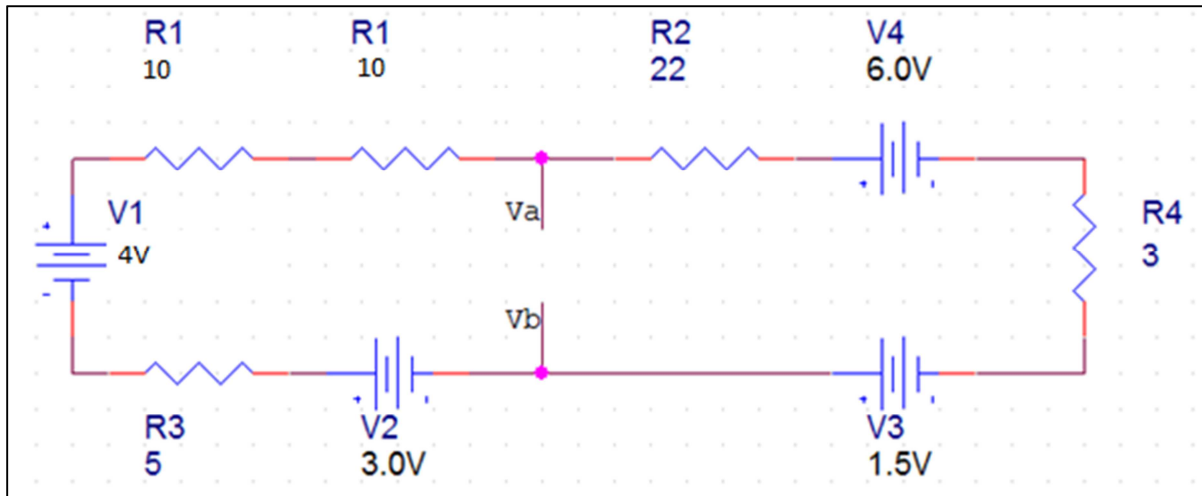 R1 R1 R2 V4
10 10 22 6.0V
+ -
Va
+ V1 R4
4V 3
-
Vb
+ - + -
R3 V2 V3
5 3.0V 1.5V